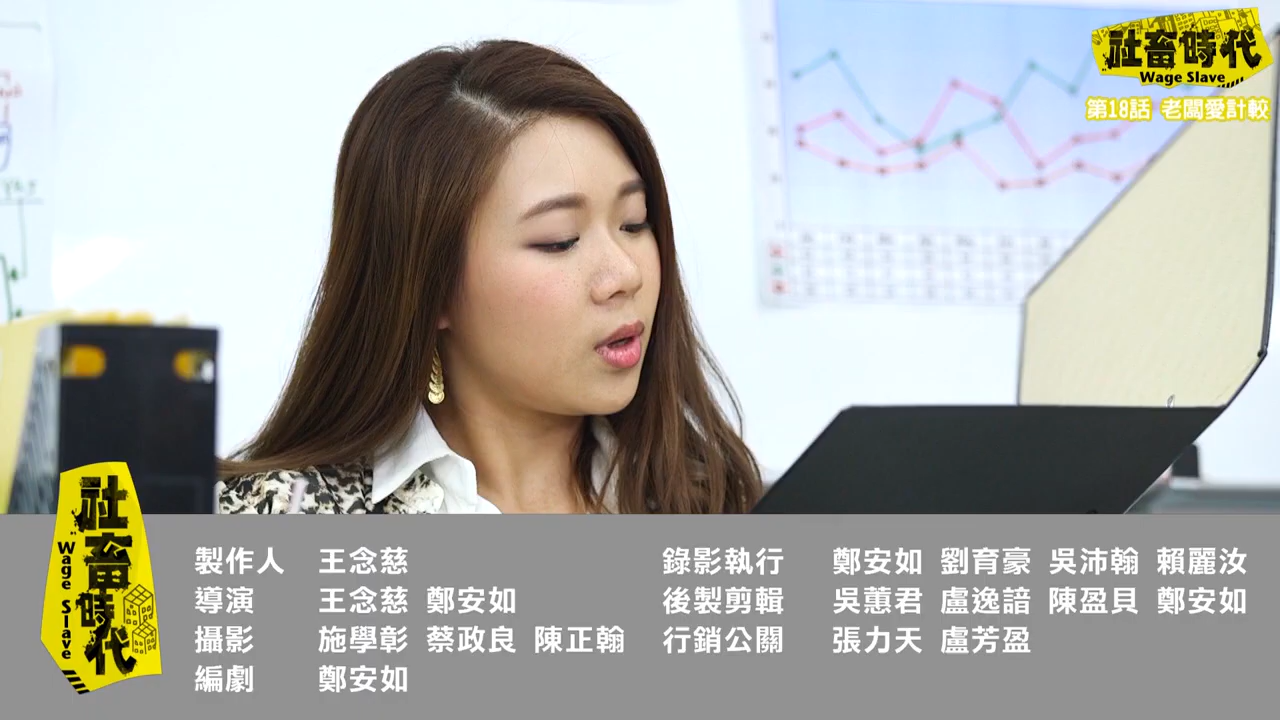 社畜時代
Wage Slave
第18話 老闆愛計較
社畜時代
Wage Slave
製作人 王念慈
導演 王念慈 鄭安如
攝影 施學彰 蔡政良 陳正翰
編劇 鄭安如
錄影執行 鄭安如 劉育豪 吳沛翰 賴麗汝
後製剪輯 吳蕙君 盧逸諳 陳盈貝 鄭安如
行銷公關 張力天 盧芳盈